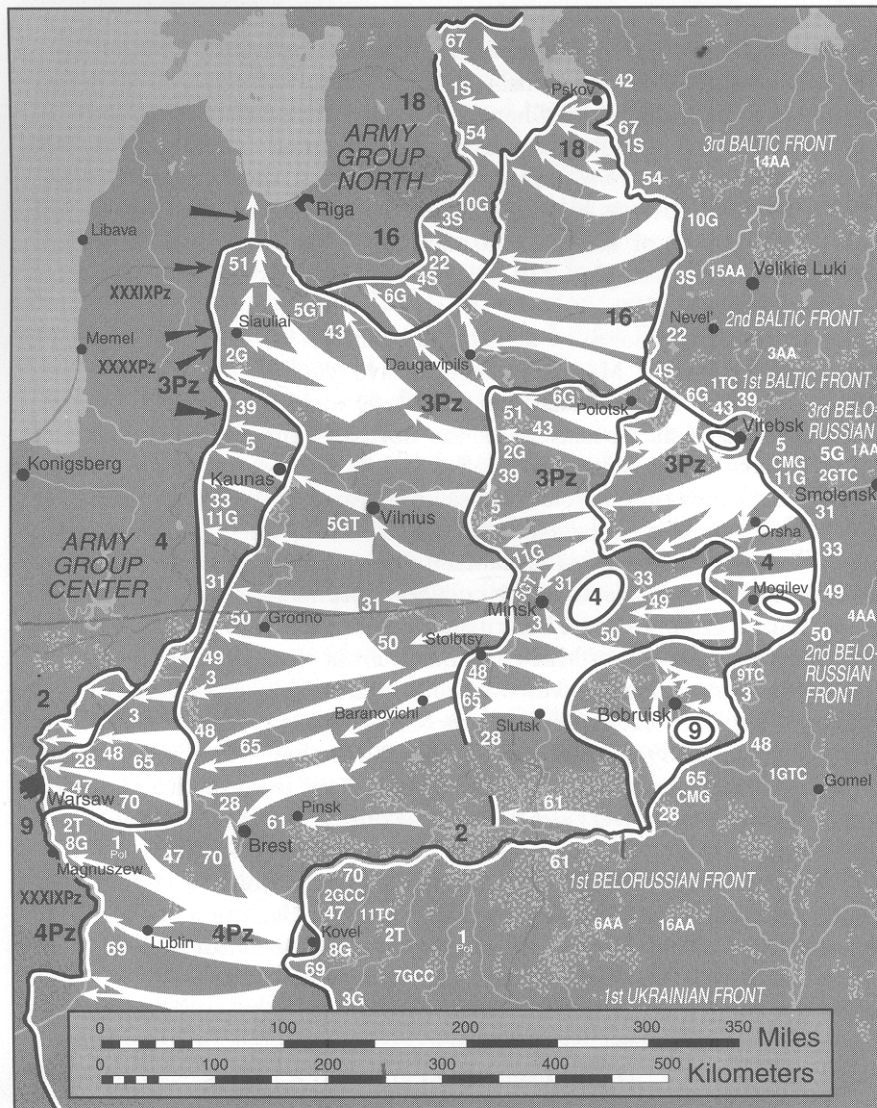 67
42
Pskov
18
1S
ARMY
GROUP
NORTH
54
18
67
1S
3RD BALTIC FRONT
14AA
54
Riga
10G
3S
16
10G
Libava
51
22
4S
3S
15AA
Velikie Luki
XXXIXPz
5GT
6G
16
Siauliai
43
22
Nevel'
2nd BALTIC FRONT
Memel
XXXXPz
2G
Daugavipils
3AA
3Pz
4S
39
3Pz
6G
Polotsk
6G
1TC
1st BALTIC FRONT
51
43
39
3rd BELO-
RUSSIAN
5
43
Vitebsk
2G
3Pz
3Pz
5
5G
1AA
Konigsberg
Kaunas
39
CMG
11G
2GTC
Smolensk
33
11G
5GT
Vilnius
5
31
Orsha
ARMY
GROUP
CENTER
4
11G
4
33
31
5GT
31
33
Minsk
4
Mogilev
49
31
3
49
4AA
50
Grodno
50
Stolbtsy
50
50
2nd BELO-
RUSSIAN
FRONT
49
3
48
9TC
3
2
3
Baranovichi
65
Slutsk
Bobruisk
48
65
28
9
48
28
48
65
65
CMG
1GTC
Gomel
47
Warsaw
70
28
Pinsk
61
28
9
2T
8G
1
Pol
61
Brest
2
47
70
61
Magnuszew
70
1st BELORUSSIAN FRONT
XXXIXPz
2GCC
47
11TC
6AA
16AA
4Pz
Lublin
4Pz
Kovel
2T
1
Pol
69
8G
69
7GCC
3G
1st UKRAINIAN FRONT
0 100 200 300 350 Miles
0 100 200 300 400 500 Kilometers